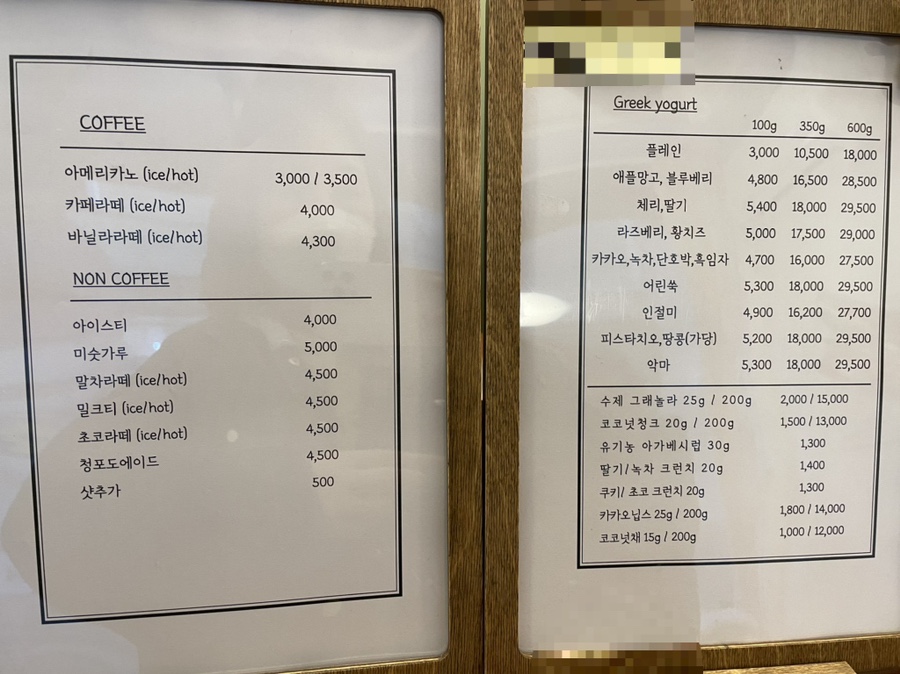 COFFEE
아메리카노 (ice/hot) 3,000 / 3,500
카페라떼 (ice/hot) 4,000
바닐라라떼 (ice/hot) 4,300
NON COFFEE
아이스티 4,000
미숫가루 5,000
말차라떼 (ice/hot) 4,500
밀크티 (ice/hot) 4,500
초코라떼 (ice/hot) 4,500
청포도에이드 4,500
샷추가 500
Greek yogurt
100g 350g 600g
플레인 3,000 10,500 18,000
애플망고, 블루베리 4,800 16,500 28,500
체리,딸기 5,400 18,000 29,500
라즈베리, 황치즈 5,000 17,500 29,000
카카오,녹차,단호박,흑임자 4,700 16,000 27,500
어린쑥 5,300 18,000 29,500
인절미 4,900 16,200 27,700
피스타치오,땅콩(가당) 5,200 18,000 29,500
악마 5,300 18,000 29,500
수제 그래놀라 25g / 200g 2,000 / 15,000
코코넛청크 20g / 200g 1,500 / 13,000
유기농 아가베시럽 30g 1,300
딸기/녹차 크런치 20g 1,400
쿠키/ 초코 크런치 20g 1,300
카카오닙스 25g / 200g 1,800 / 14,000
코코넛채 15g / 200g 1,000 / 12,000